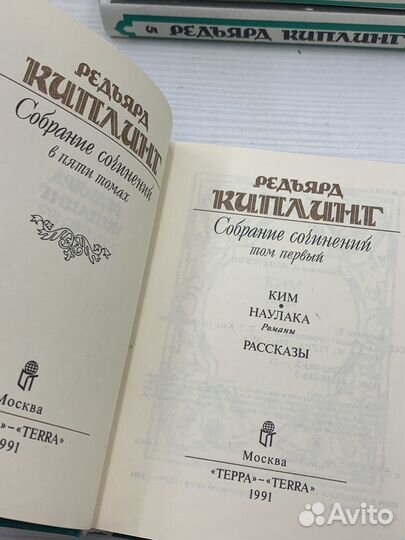 5 РЕДЬЯРД КИПЛИНГ
РЕДЬЯРД
КИПЛИНГ
Собрание сочинений
в пяти томах
Москва
»–«TERRA»
1991
РЕДЬЯРД
КИПЛИНГ
Собрание сочинений
том первый
КИМ
•
НАУЛАКА
Романы
РАССКАЗЫ
Москва
«ТЕРРА»–«TERRA»
1991
Avito